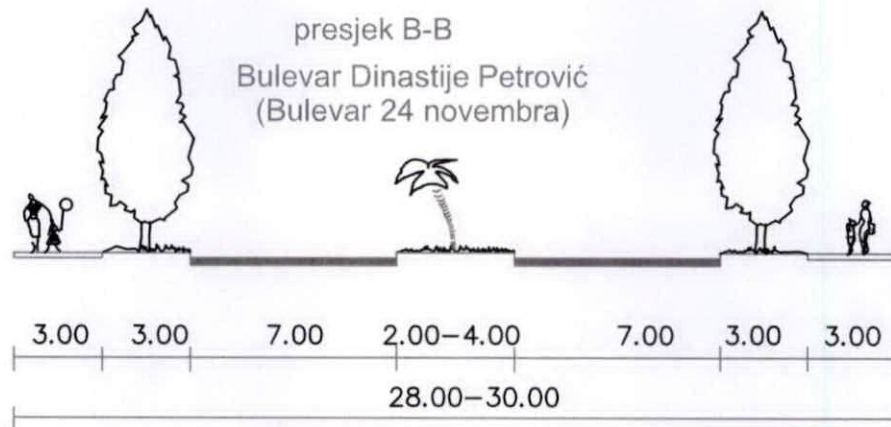 presjek B-B
Bulevar Dinastije Petrović
(Bulevar 24 novembra)
3.00 3.00 7.00 2.00-4.00 7.00 3.00 3.00
28.00-30.00